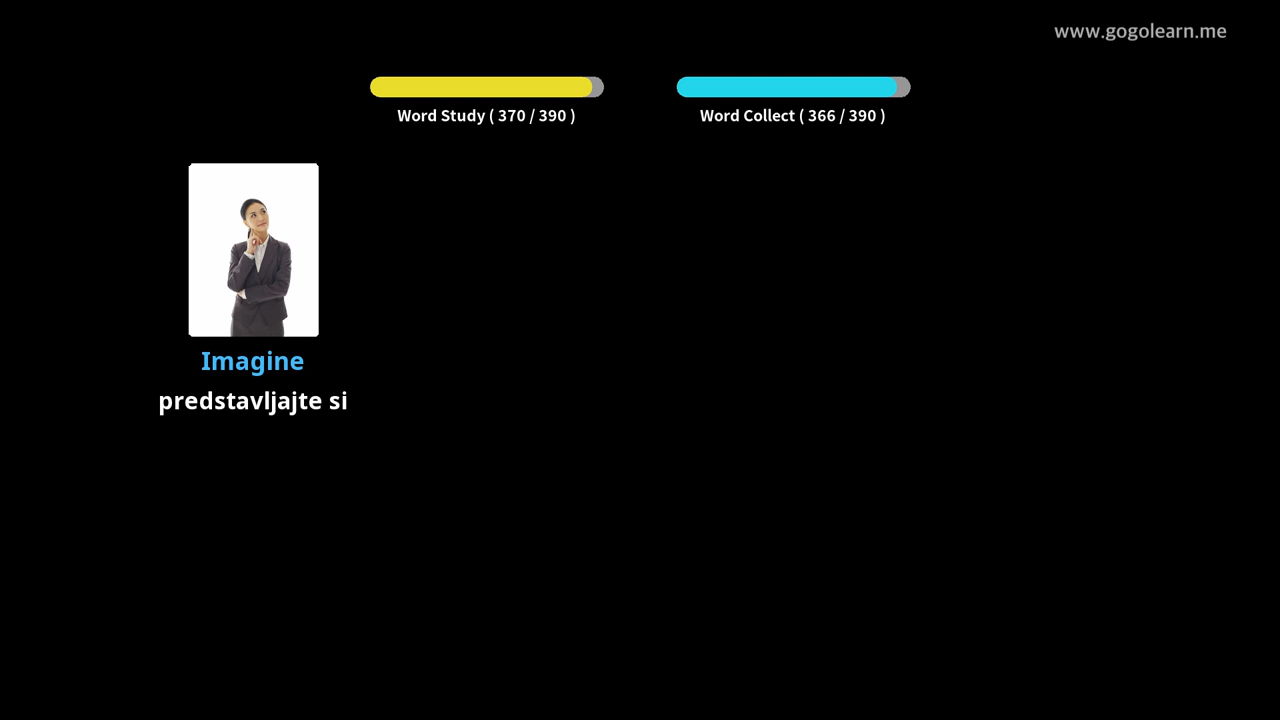 www.gogolearn.me
Word Study ( 370 / 390 )
Word Collect ( 366 / 390 )
Imagine
predstavljajte si